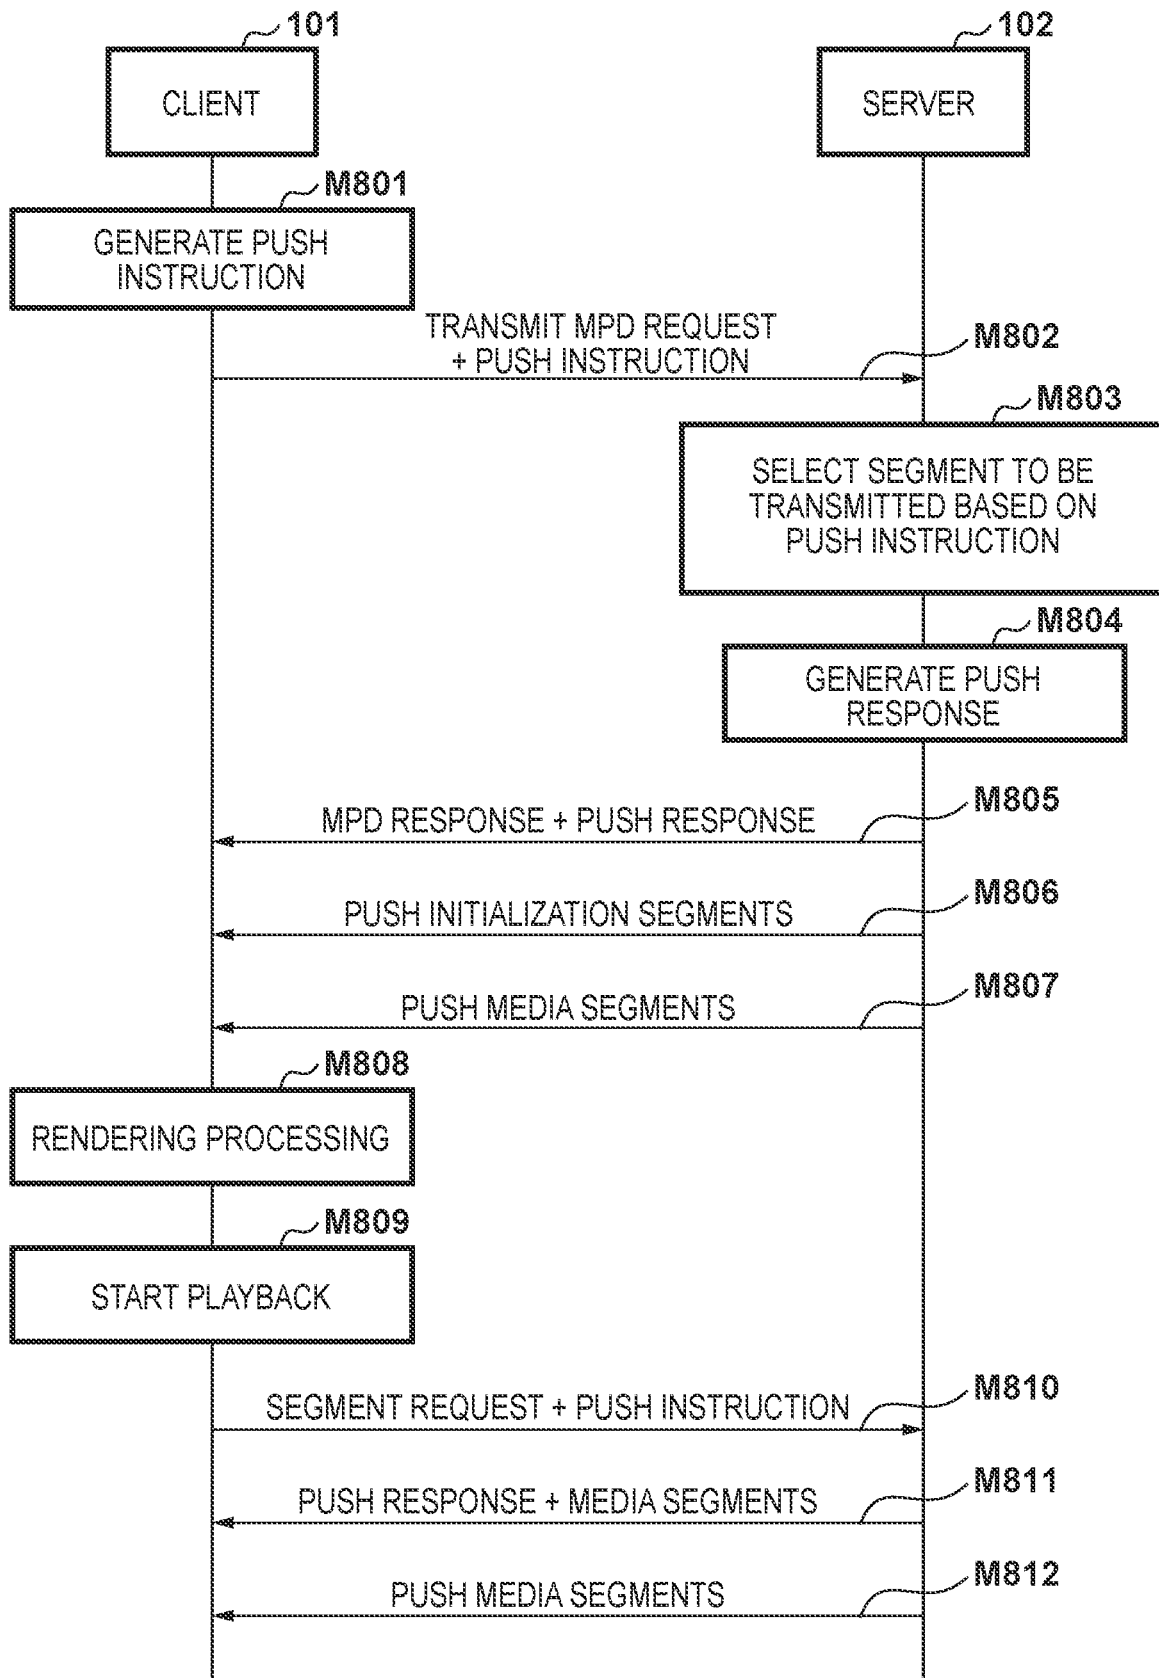 101
102
CLIENT
SERVER
M801
GENERATE PUSH
INSTRUCTION
TRANSMIT MPD REQUEST
+ PUSH INSTRUCTION
M802
M803
SELECT SEGMENT TO BE
TRANSMITTED BASED ON
PUSH INSTRUCTION
M804
GENERATE PUSH
RESPONSE
M805
MPD RESPONSE + PUSH RESPONSE
M806
PUSH INITIALIZATION SEGMENTS
M807
PUSH MEDIA SEGMENTS
M808
RENDERING PROCESSING
M809
START PLAYBACK
M810
SEGMENT REQUEST + PUSH INSTRUCTION
M811
PUSH RESPONSE + MEDIA SEGMENTS
M812
PUSH MEDIA SEGMENTS